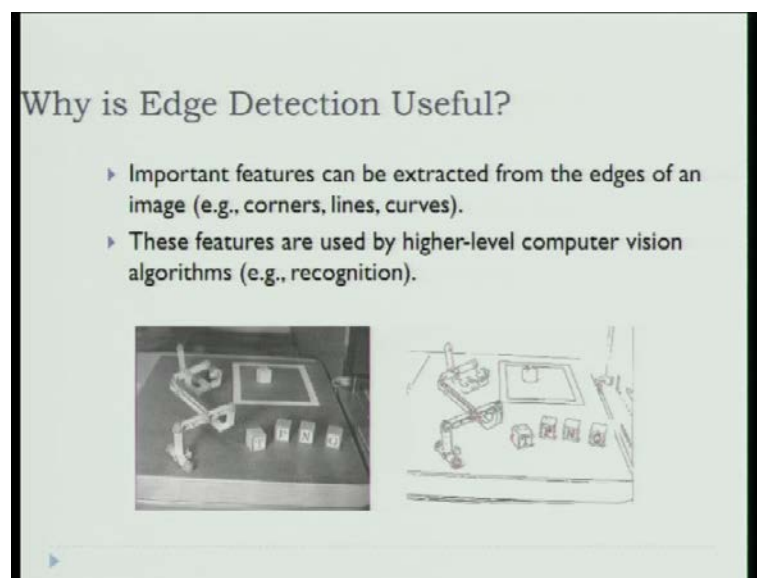 Why is Edge Detection Useful?
Important features can be extracted from the edges of an
image (e.g., corners, lines, curves).
These features are used by higher-level computer vision
algorithms (e.g., recognition).